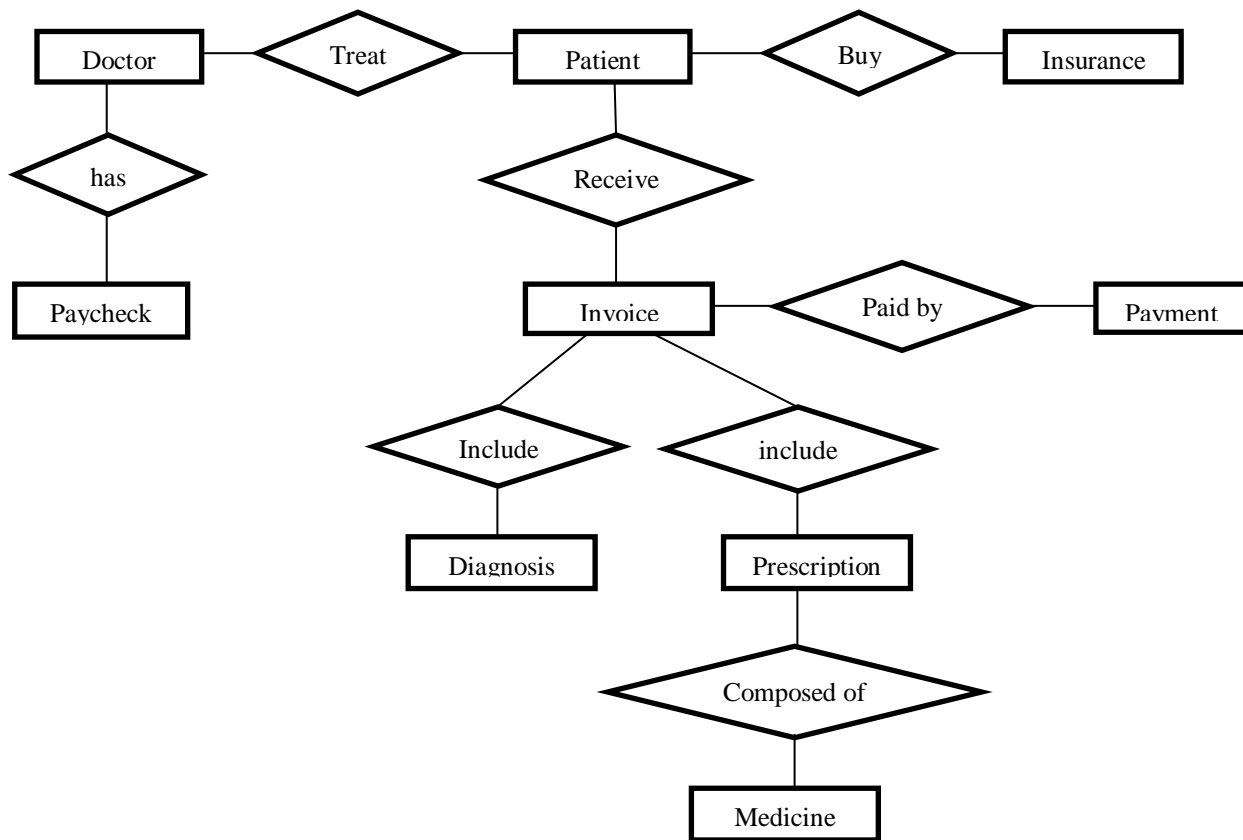 Doctor
Treat
Patient
Buy
Insurance
has
Receive
Paycheck
Invoice
Paid by
Payment
Include
include
Diagnosis
Prescription
Composed of
Medicine